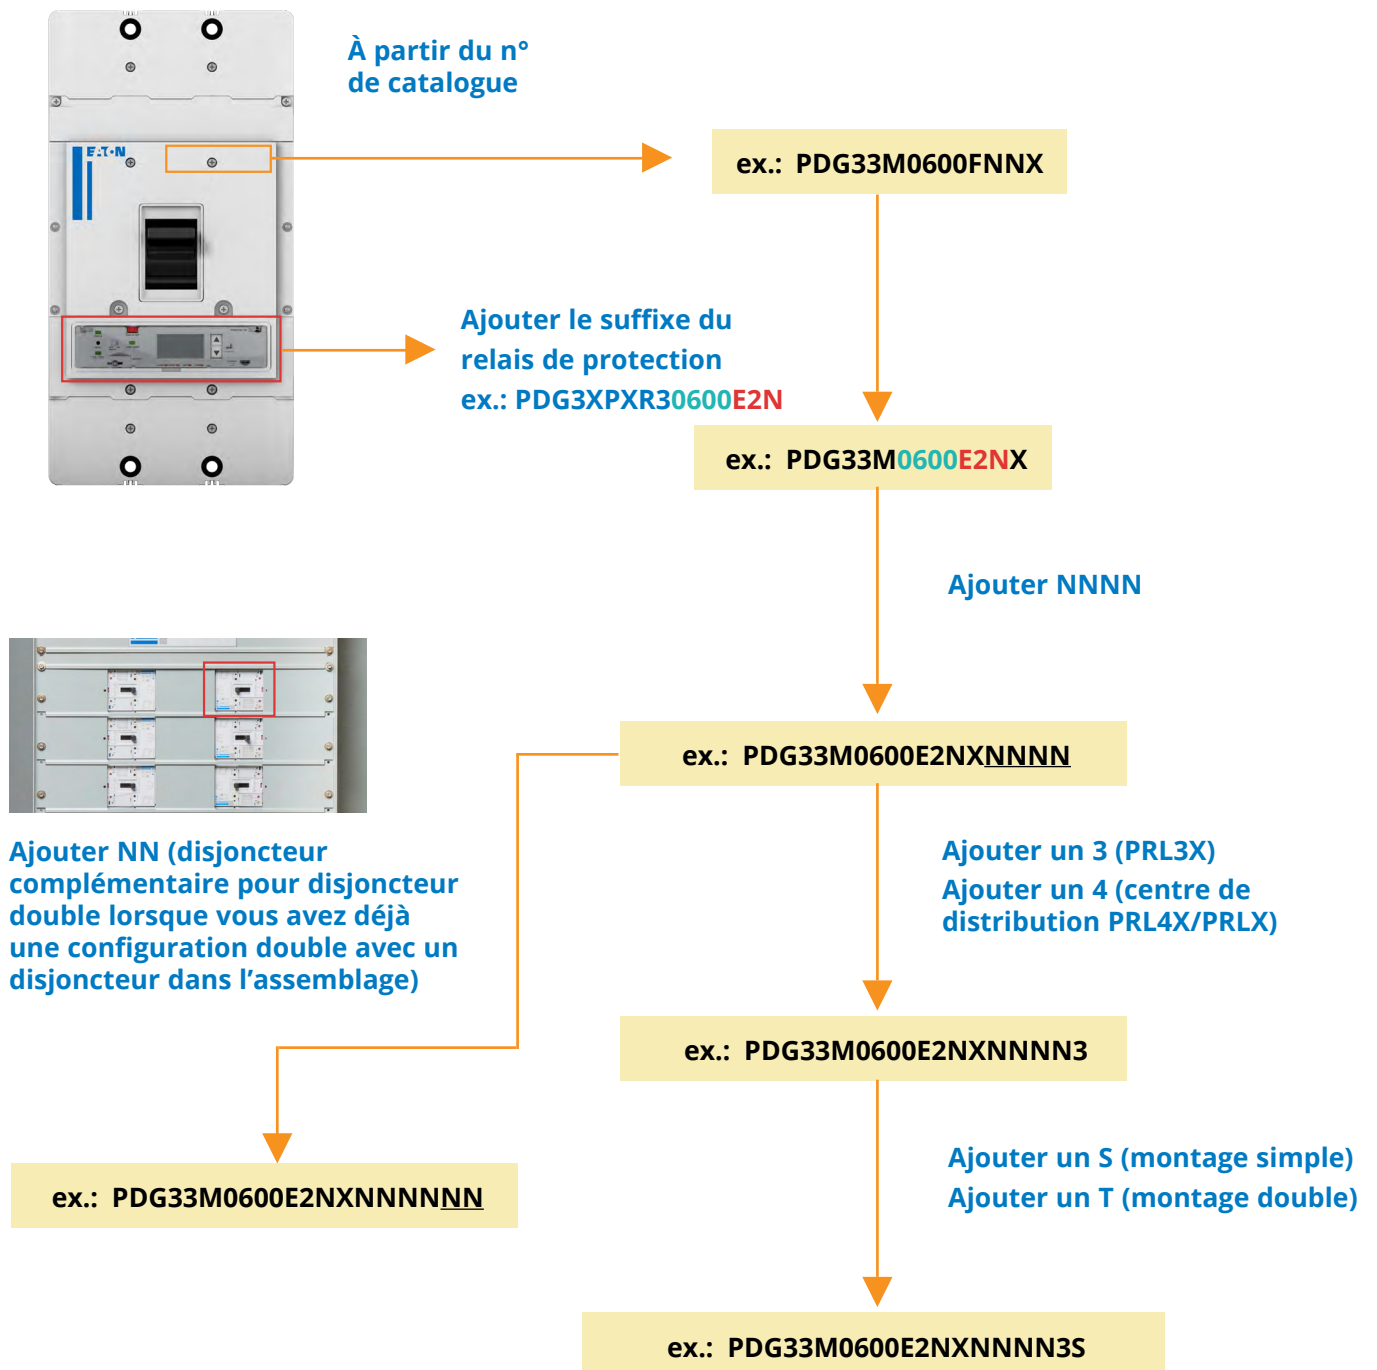 À partir du n°
de catalogue
EATON
ex.: PDG33M0600FNNX
Ajouter le suffixe du
relais de protection
ex.: PDG3XPXR30600E2N
ex.: PDG33M0600E2NX
Ajouter NNNN
ex.: PDG33M0600E2NXNNNN
Ajouter NN (disjoncteur
complémentaire pour disjoncteur
double lorsque vous avez déjà
une configuration double avec un
disjoncteur dans l’assemblage)
Ajouter un 3 (PRL3X)
Ajouter un 4 (centre de
distribution PRL4X/PRLX)
ex.: PDG33M0600E2NXNNNN3
ex.: PDG33M0600E2NXNNNNNN
Ajouter un S (montage simple)
Ajouter un T (montage double)
ex.: PDG33M0600E2NXNNNN3S